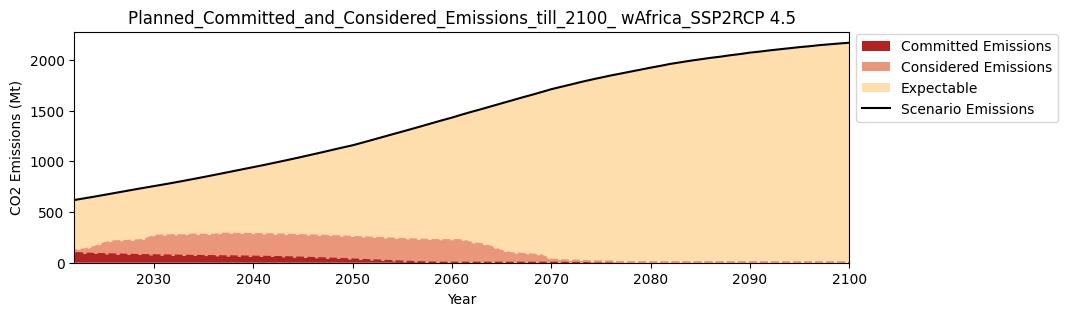 Planned_Committed_and_Considered_Emissions_till_2100_ wAfrica_SSP2RCP 4.5
Committed Emissions
Considered Emissions
Expectable
Scenario Emissions
CO2 Emissions (Mt)
2000
1500
1000
500
0
2030 2040 2050 2060 2070 2080 2090 2100
Year